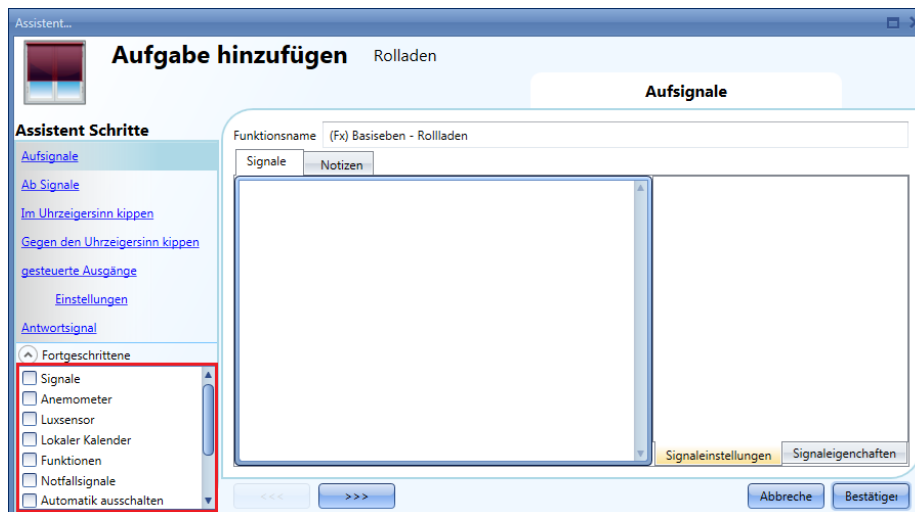 Assistent...
Aufgabe hinzufügen Rolladen
Aufsignale
Assistent Schritte
Aufsignale
Ab Signale
Im Uhrzeigersinn kippen
Gegen den Uhrzeigersinn kippen
gesteuerte Ausgänge
Einstellungen
Antwortsignal
Fortgeschrittene
Signale
Anemometer
Luxsensor
Lokaler Kalender
Funktionen
Notfallsignale
Automatik ausschalten
Funktionsname (Fx) Basiseben - Rollladen
Signale Notizen
Signaleinstellungen Signaleigenchaften
<<< >>> Abbreche Bestätiger